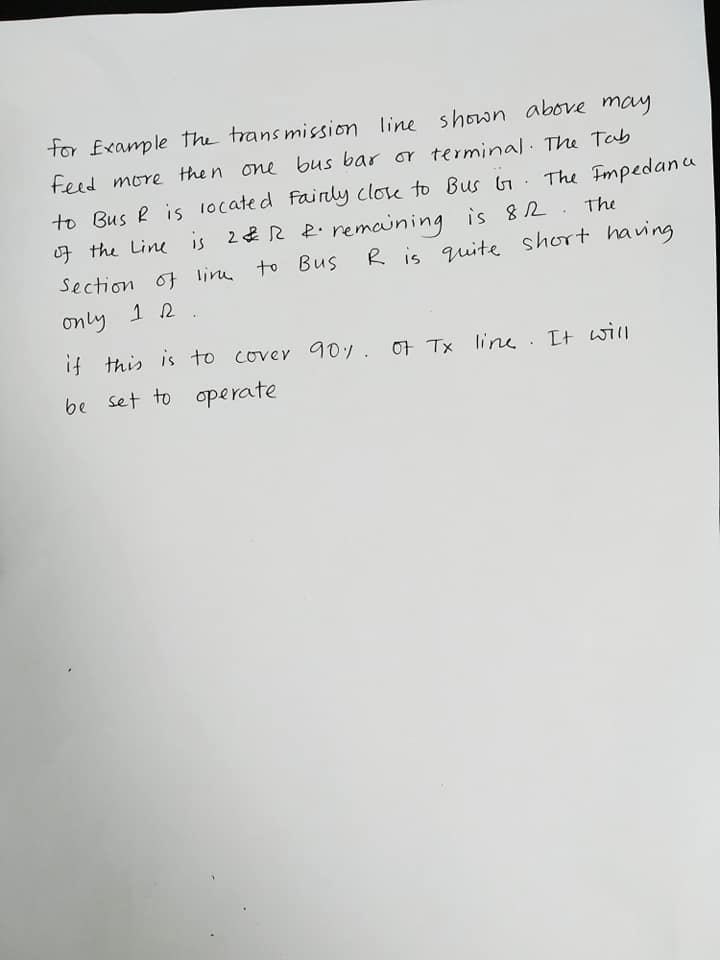 for Example the transmission line shown above may
feed more then one bus bar or terminal. The Tab
to Bus R is located Fairly close to Bus G. The Impedance
of the Line is 2 Ω & remaining is 8 Ω. The
Section of line to Bus R is quite short having
only 1 Ω.
if this is to cover 90%. of Tx line. It will
be set to operate